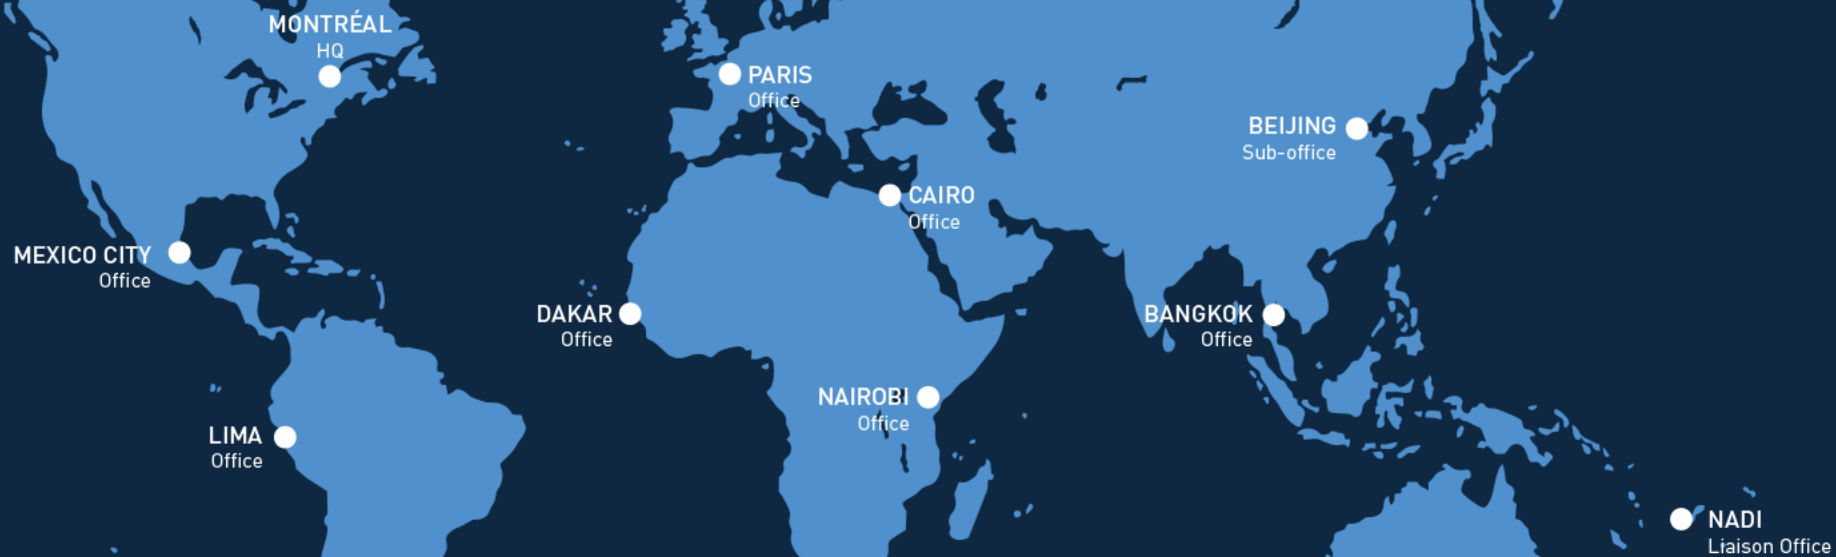 MONTRÉAL
HQ
PARIS
Office
BEIJING
Sub-office
CAIRO
Office
MEXICO CITY
Office
DAKAR
Office
BANGKOK
Office
NAIROBI
Office
LIMA
Office
NADI
Liaison Office